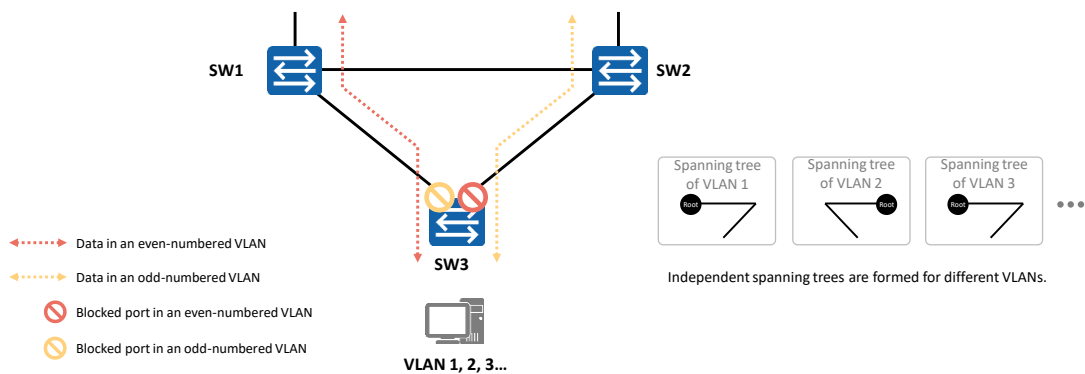 SW1
SW2
SW3
Data in an even-numbered VLAN
Data in an odd-numbered VLAN
Blocked port in an even-numbered VLAN
Blocked port in an odd-numbered VLAN
VLAN 1, 2, 3...
Spanning tree
of VLAN 1
Root
Spanning tree
of VLAN 2
Root
Spanning tree
of VLAN 3
Root
Independent spanning trees are formed for different VLANs.